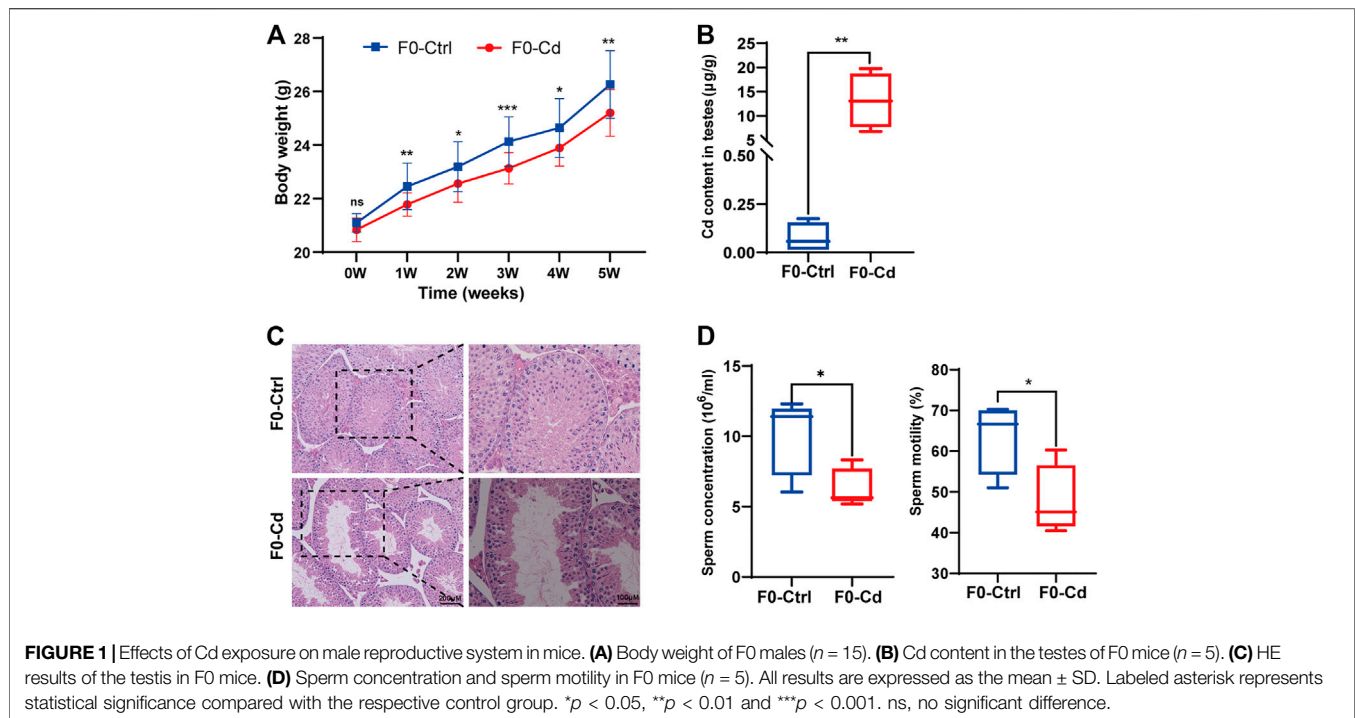 A
F0-Ctrl F0-Cd
Body weight (g)
28
26
24
22
20
ns
**
*
***
*
**
0W 1W 2W 3W 4W 5W
Time (weeks)
B
Cd content in testes (µg/g)
25
20
15
10
5
0.50
0.25
0.00
**
F0-Ctrl F0-Cd
C
F0-Ctrl
F0-Cd
200µM
100µM
D
Sperm concentration (10⁶/ml)
15
10
5
0
*
F0-Ctrl F0-Cd
Sperm motility (%)
80
70
60
50
40
30
*
F0-Ctrl F0-Cd
FIGURE 1 | Effects of Cd exposure on male reproductive system in mice. (A) Body weight of F0 males (n = 15). (B) Cd content in the testes of F0 mice (n = 5). (C) HE
results of the testis in F0 mice. (D) Sperm concentration and sperm motility in F0 mice (n = 5). All results are expressed as the mean ± SD. Labeled asterisk represents
statistical significance compared with the respective control group. *p < 0.05, **p < 0.01 and ***p < 0.001. ns, no significant difference.